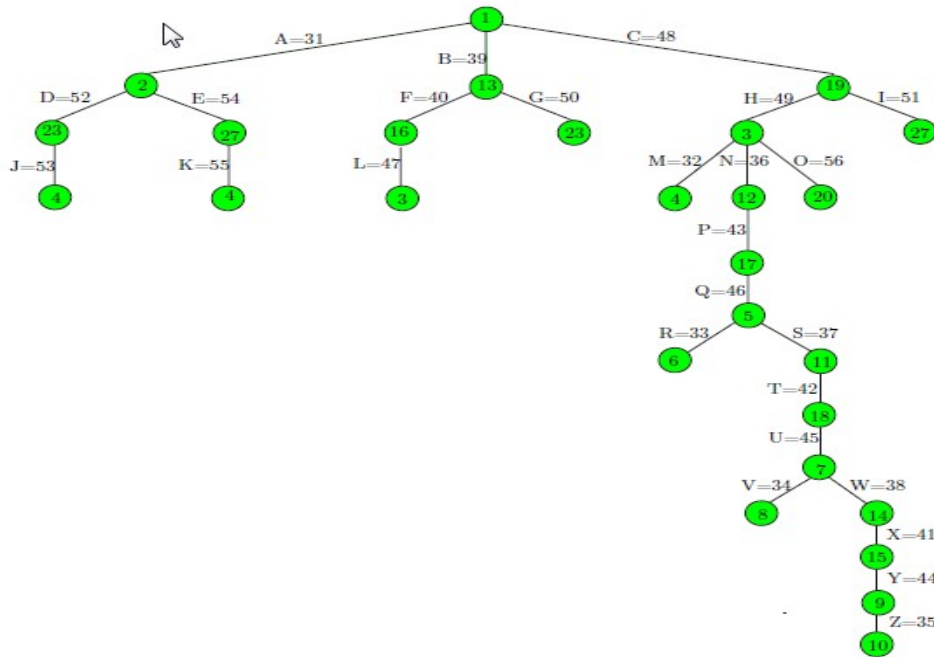 1
A=31
B=39
C=48
2
13
19
D=52
E=54
F=40
G=50
H=49
I=51
23
27
16
23
3
27
J=53
K=55
L=47
M=32
N=36
O=56
4
4
3
4
12
20
P=43
17
Q=46
5
R=33
S=37
6
11
T=42
18
U=45
7
V=34
W=38
8
14
X=41
15
Y=44
9
Z=35
10